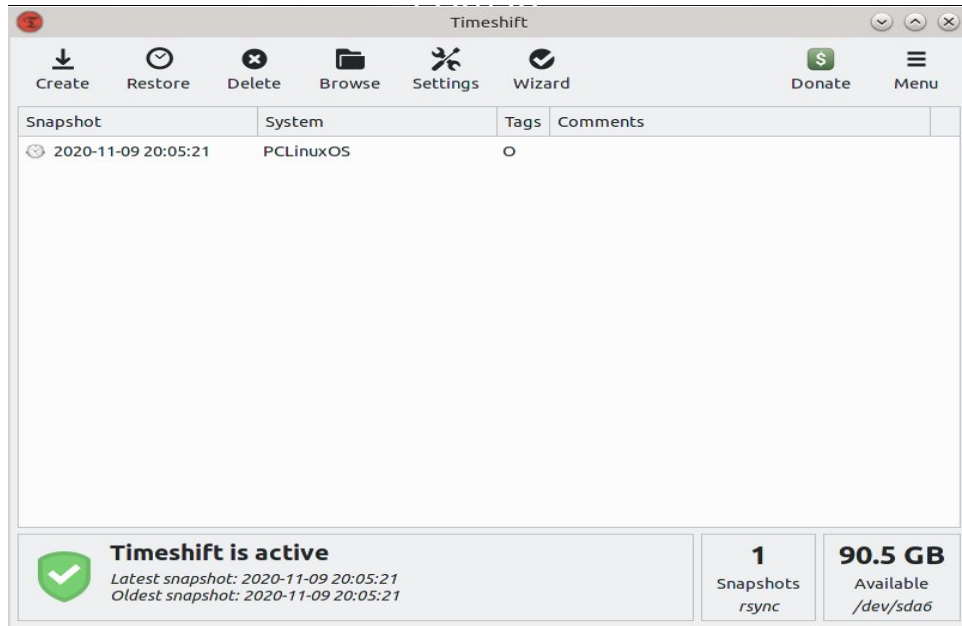 Timeshift
Create Restore Delete Browse Settings Wizard Donate Menu
Snapshot System Tags Comments
2020-11-09 20:05:21 PCLinuxOS O
Timeshift is active
Latest snapshot: 2020-11-09 20:05:21
Oldest snapshot: 2020-11-09 20:05:21
1
Snapshots
rsync
90.5 GB
Available
/dev/sda6